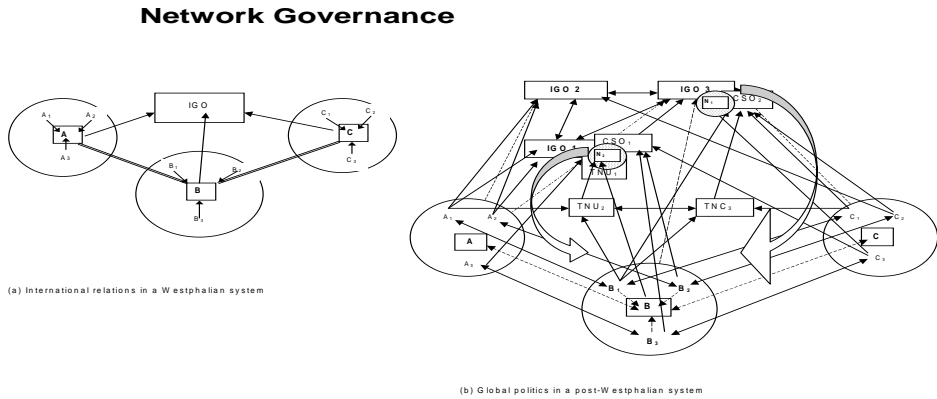 Network Governance
IGO
A₁
A₂
A
A₃
C₁
C₂
C
C₃
B₁
B₂
B
B₃
(a) International relations in a Westphalian system
IGO 2
IGO 3
N₁
CSO₂
IGO 1
CSO₁
N₂
TNU₁
TNU₂
TNC₃
A₁
A₂
A
A₃
C₁
C₂
C
C₃
B₁
B₂
B
B₃
(b) Global politics in a post-Westphalian system